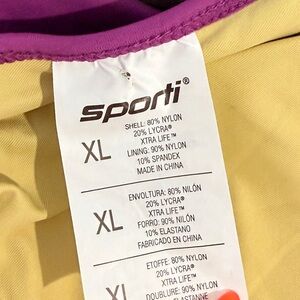 sporti®
SHELL: 80% NYLON
20% LYCRA®
XTRA LIFE™
XL
LINING: 90% NYLON
10% SPANDEX
MADE IN CHINA
ENVOLTURA: 80% NILÓN
20% LYCRA®
XTRA LIFE™
XL
FORRO: 90% NILÓN
10% ELASTANO
FABRICADO EN CHINA
ETOFFE: 80% NYLON
20% LYCRA®
XTRA LIFE™
XL
DOUBLURE: 90% NYLON
ELASTANNE